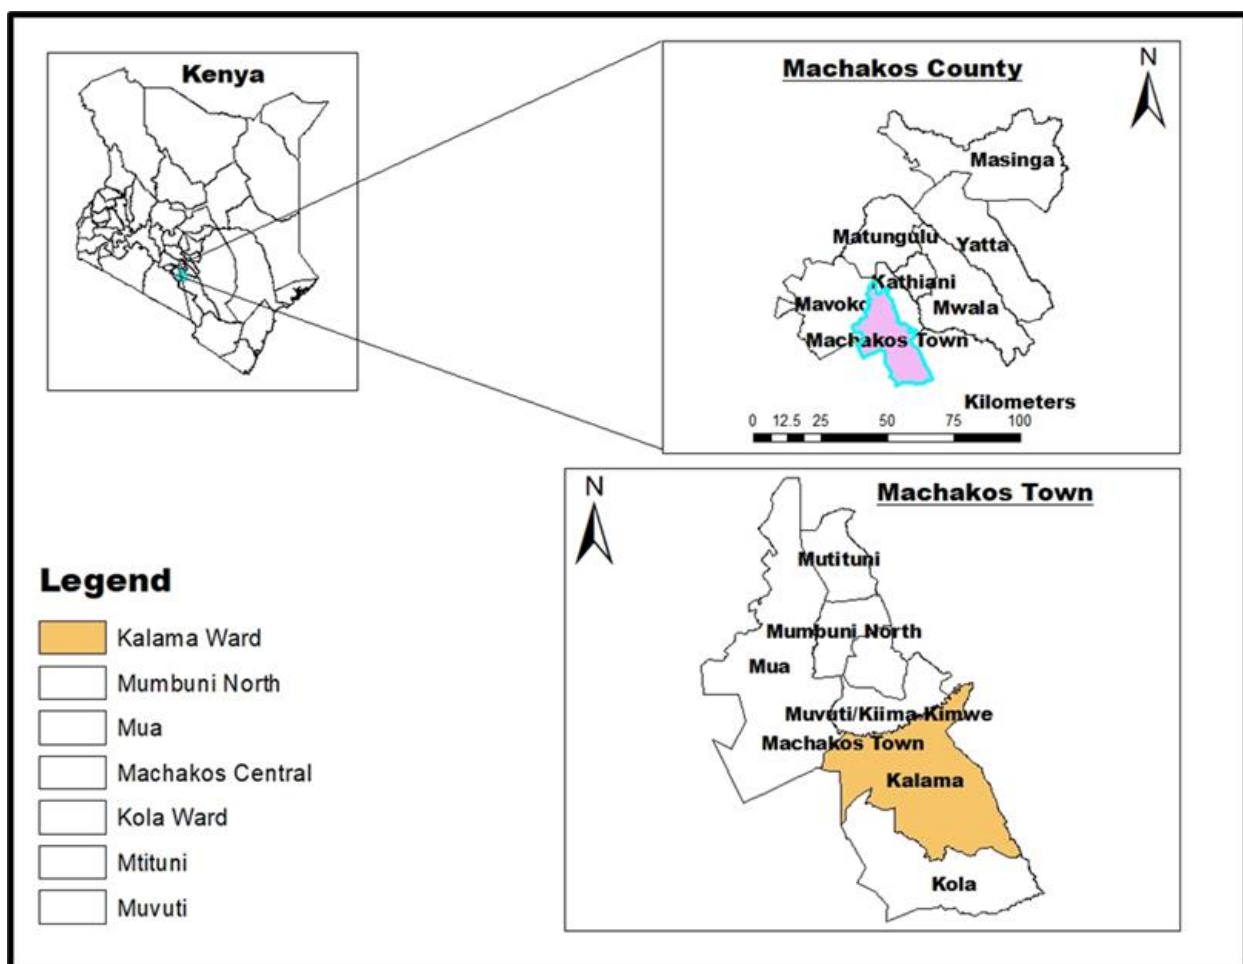 Kenya
Machakos County
N
Masinga
Matungulu
Yatta
Kathiani
Mavoko
Mwala
Machakos Town
Kilometers
0 12.5 25 50 75 100
N
Machakos Town
Mutituni
Mumbuni North
Mua
Muvuti/Kiima-Kimwe
Machakos Town
Kalama
Kola
Legend
Kalama Ward
Mumbuni North
Mua
Machakos Central
Kola Ward
Mtituni
Muvuti